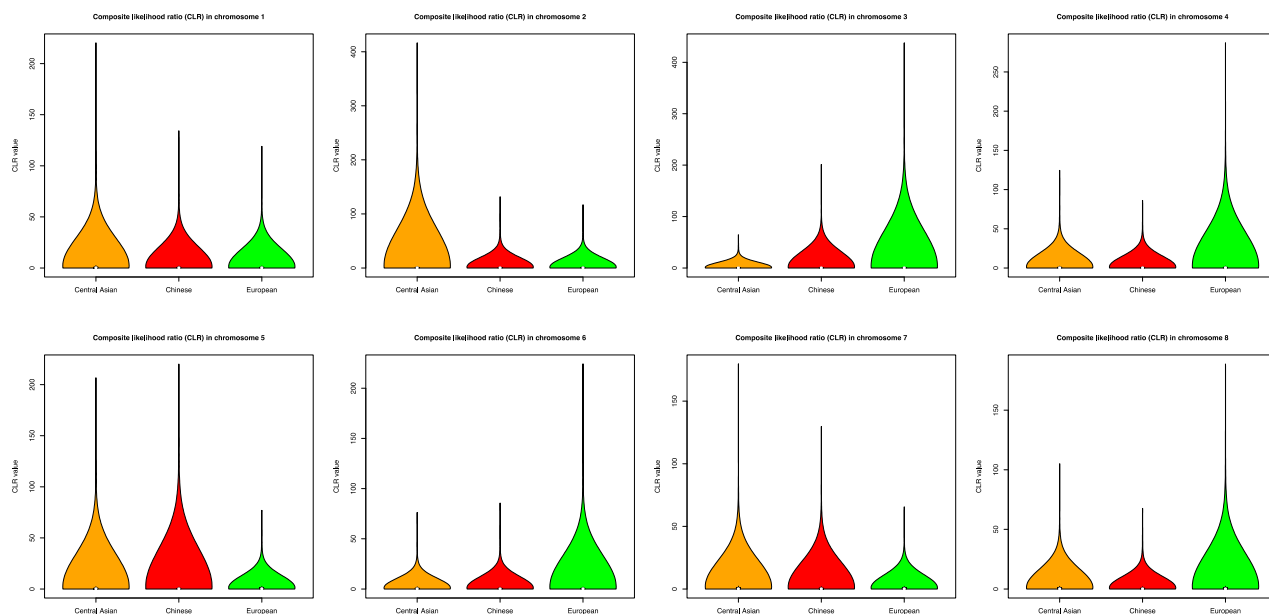 Composite likelihood ratio (CLR) in chromosome 1
CLR value
200
150
100
50
0
Central Asian
Chinese
European
Composite likelihood ratio (CLR) in chromosome 2
CLR value
400
300
200
100
0
Central Asian
Chinese
European
Composite likelihood ratio (CLR) in chromosome 3
CLR value
400
300
200
100
0
Central Asian
Chinese
European
Composite likelihood ratio (CLR) in chromosome 4
CLR value
250
200
150
100
50
0
Central Asian
Chinese
European
Composite likelihood ratio (CLR) in chromosome 5
CLR value
200
150
100
50
0
Central Asian
Chinese
European
Composite likelihood ratio (CLR) in chromosome 6
CLR value
200
150
100
50
0
Central Asian
Chinese
European
Composite likelihood ratio (CLR) in chromosome 7
CLR value
150
100
50
0
Central Asian
Chinese
European
Composite likelihood ratio (CLR) in chromosome 8
CLR value
150
100
50
0
Central Asian
Chinese
European